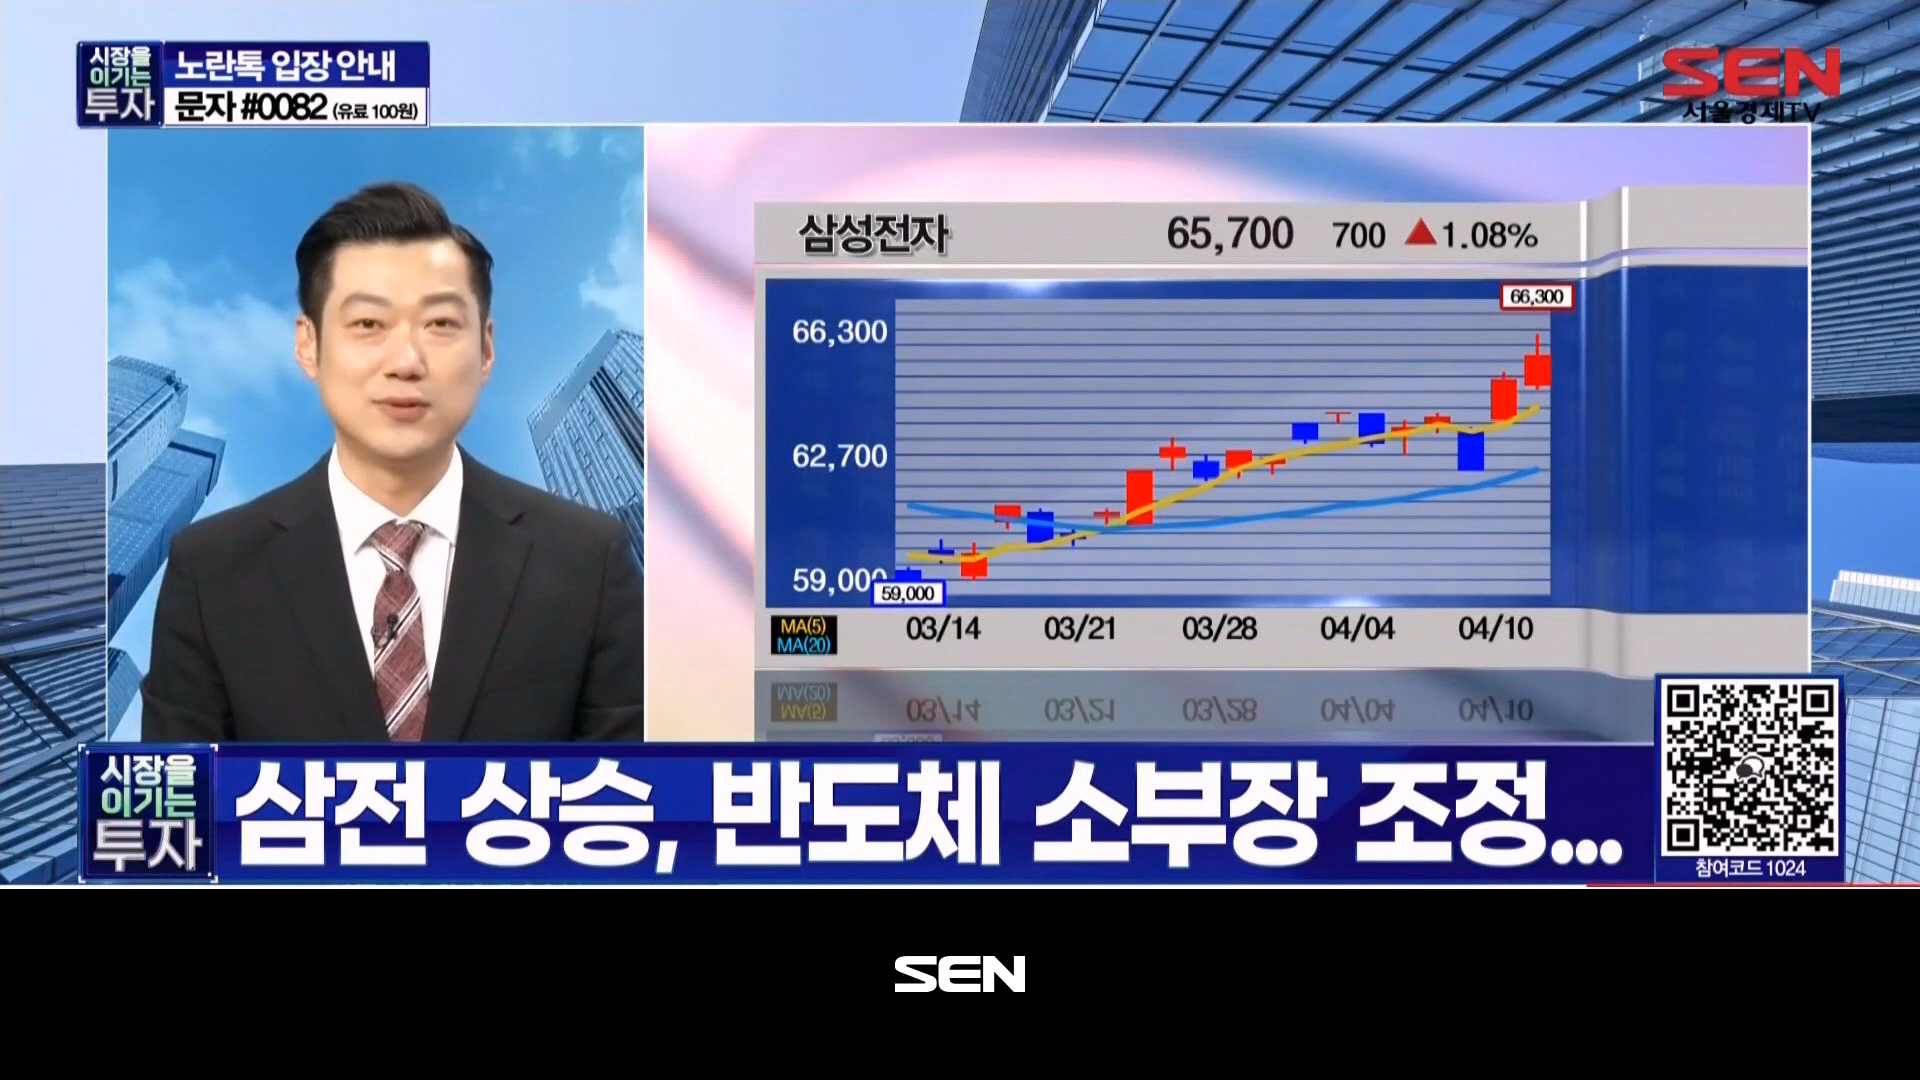 시장을
이기는
투자
노란톡 입장 안내
문자 #0082 (유료 100원)
SEN
서울경제TV
삼성전자 65,700 700 ▲1.08%
66,300
66,300
62,700
59,000
59,000
MA(5)
MA(20)
03/14 03/21 03/28 04/04 04/10
시장을
이기는
투자
삼전 상승, 반도체 소부장 조정...
참여코드 1024
SEN